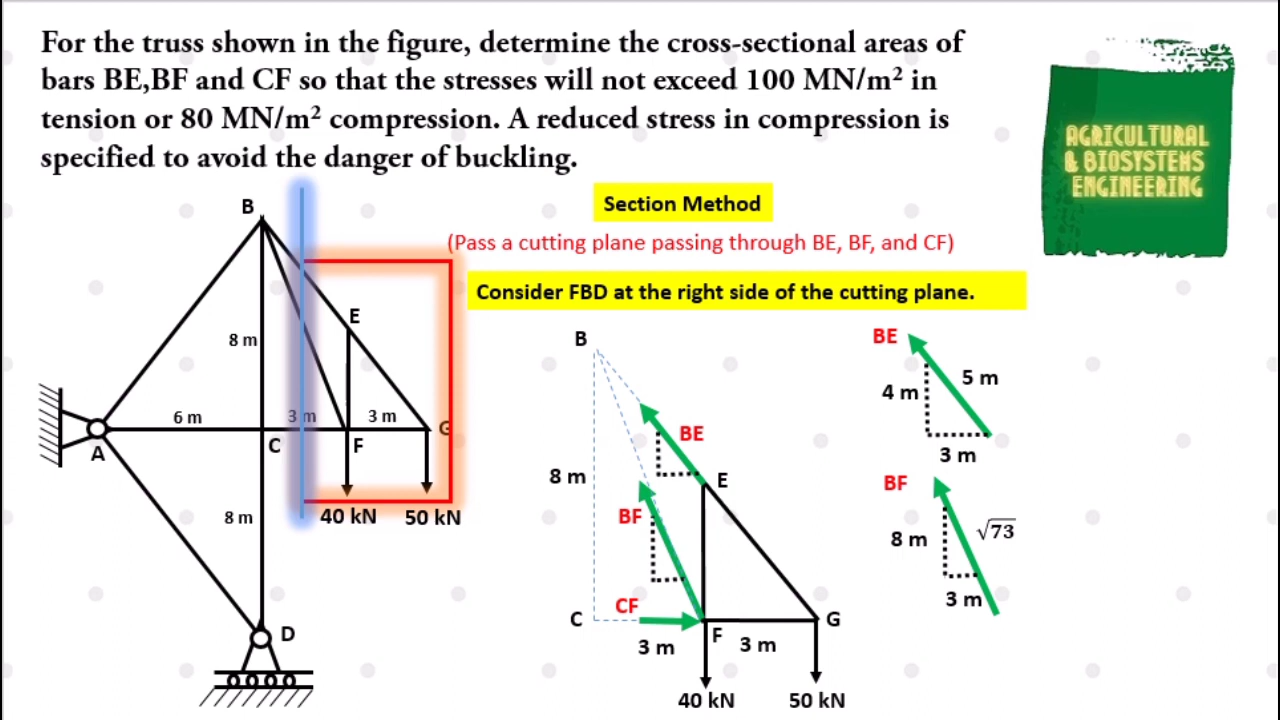 For the truss shown in the figure, determine the cross-sectional areas of
bars BE,BF and CF so that the stresses will not exceed 100 MN/m² in
tension or 80 MN/m² compression. A reduced stress in compression is
specified to avoid the danger of buckling.
AGRICULTURAL
& BIOSYSTEMS
ENGINEERING
Section Method
(Pass a cutting plane passing through BE, BF, and CF)
Consider FBD at the right side of the cutting plane.
B
E
8 m
6 m
3 m
3 m
G
A
C
F
8 m
40 kN
50 kN
D
B
BE
E
8 m
BF
CF
C
G
F
3 m
3 m
40 kN
50 kN
BE
4 m
5 m
3 m
BF
8 m
√73
3 m